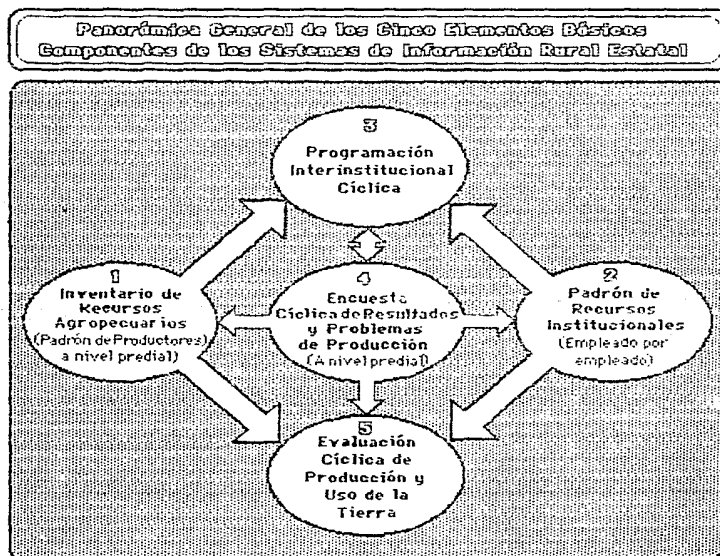 Panorámica General de los Cinco Elementos Básicos
Componentes de los Sistemas de Información Rural Estatal
3
Programación
Interinstitucional
Cíclica
1
Inventario de
Recursos
Agropecuarios
(Padrón de Productores
a nivel predial)
4
Encuesta
Cíclica de Resultados
y Problemas
de Producción
(A nivel predial)
2
Padrón de
Recursos
Institucionales
(Empleado por
empleado)
5
Evaluación
Cíclica de
Producción y
Uso de la
Tierra